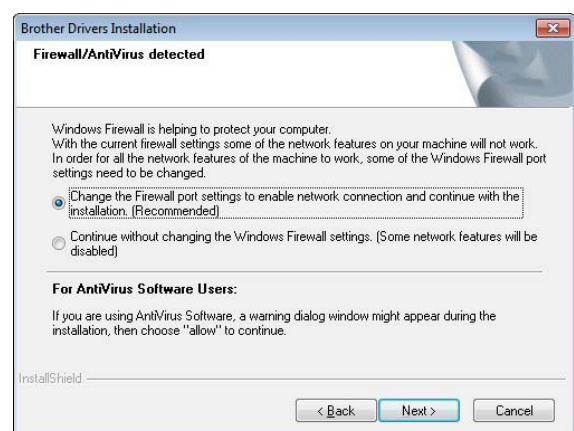 Brother Drivers Installation
Firewall/AntiVirus detected
Windows Firewall is helping to protect your computer.
With the current firewall settings some of the network features on your machine will not work.
In order for all the network features of the machine to work, some of the Windows Firewall port
settings need to be changed.
Change the Firewall port settings to enable network connection and continue with the
installation. (Recommended)
Continue without changing the Windows Firewall settings. (Some network features will be
disabled)
For AntiVirus Software Users:
If you are using AntiVirus Software, a warning dialog window might appear during the
installation, then choose "allow" to continue.
InstallShield
< Back Next > Cancel